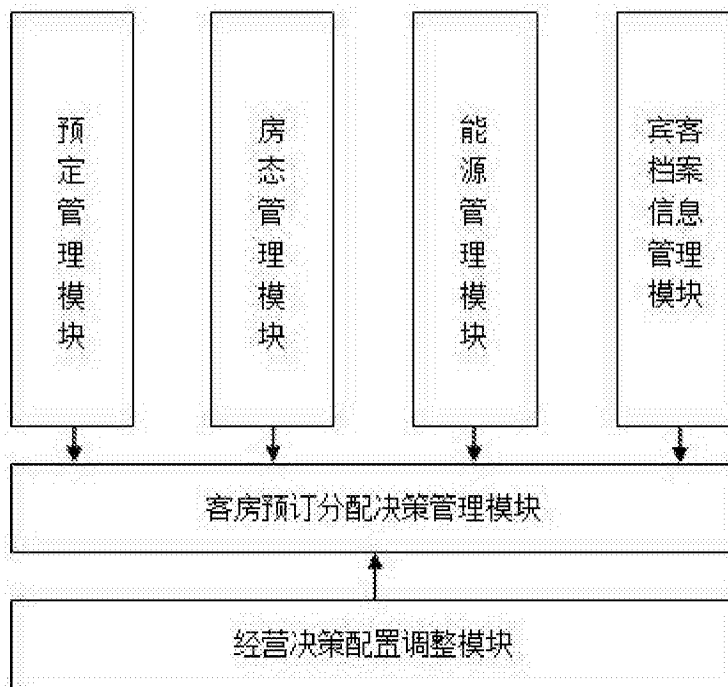 预定管理模块
房态管理模块
能源管理模块
宾客
档案
信息
管理
模块
客房预订分配决策管理模块
经营决策配置调整模块